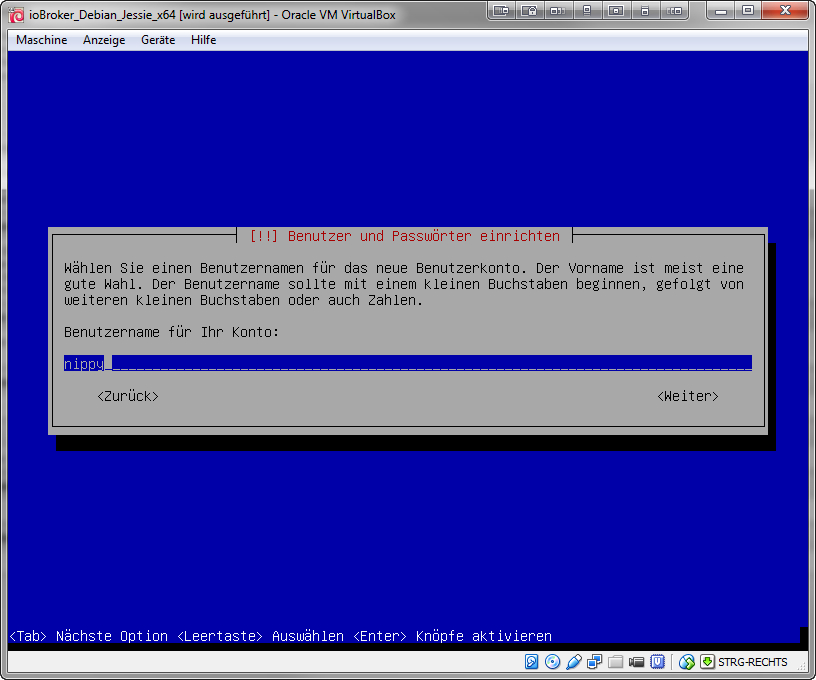 ioBroker_Debian_Jessie_x64 [wird ausgeführt] - Oracle VM VirtualBox
Maschine Anzeige Geräte Hilfe
[!!] Benutzer und Passwörter einrichten
Wählen Sie einen Benutzernamen für das neue Benutzerkonto. Der Vorname ist meist eine
gute Wahl. Der Benutzername sollte mit einem kleinen Buchstaben beginnen, gefolgt von
weiteren kleinen Buchstaben oder auch Zahlen.
Benutzername für Ihr Konto:
nippy
<Zurück> <Weiter>
<Tab> Nächste Option <Leertaste> Auswählen <Enter> Knöpfe aktivieren
STRG-RECHTS